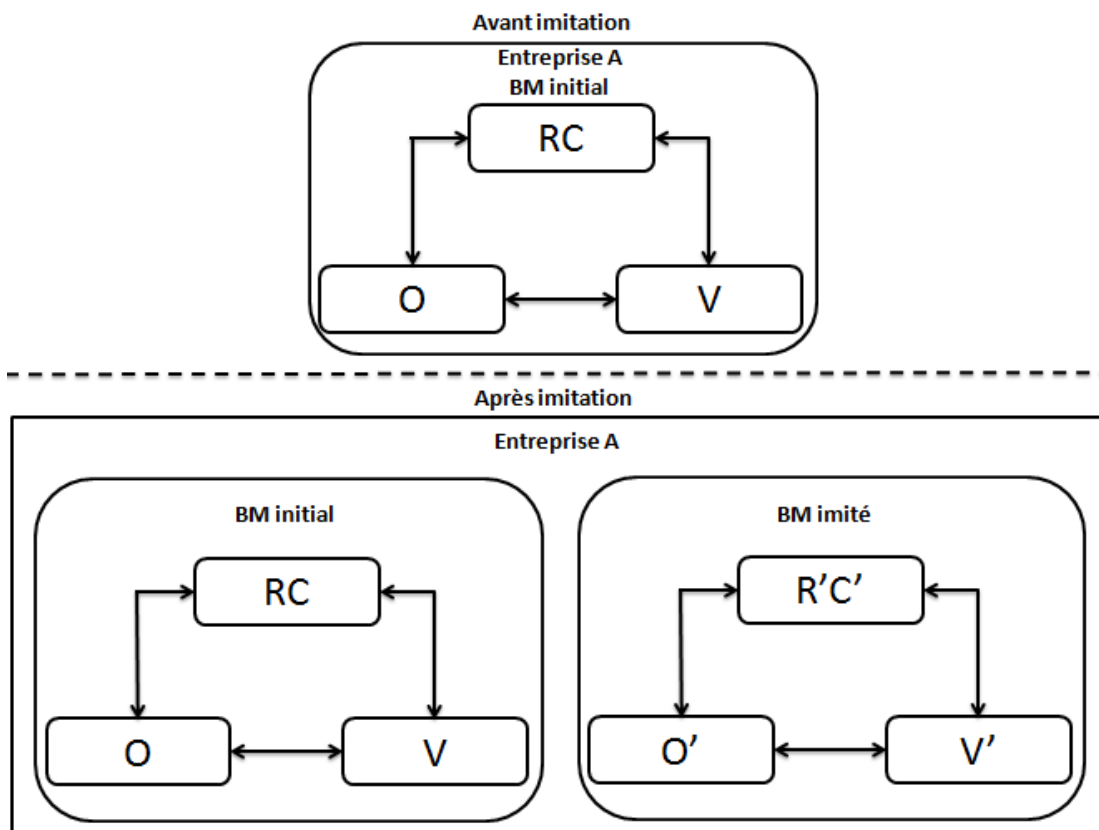 Avant imitation
Entreprise A
BM initial
RC
O
V
Après imitation
Entreprise A
BM initial
RC
O
V
BM imité
R’C’
O’
V’